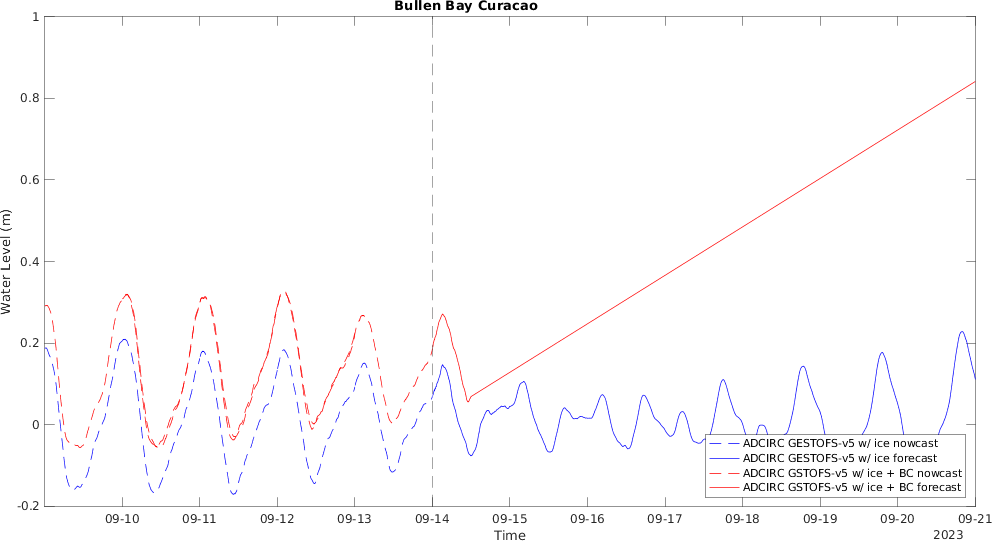 Bullen Bay Curacao
Water Level (m)
1
0.8
0.6
0.4
0.2
0
-0.2
ADCIRC GESTOFS-v5 w/ ice nowcast
ADCIRC GESTOFS-v5 w/ ice forecast
ADCIRC GSTOFS-v5 w/ ice + BC nowcast
ADCIRC GSTOFS-v5 w/ ice + BC forecast
09-10 09-11 09-12 09-13 09-14 09-15 09-16 09-17 09-18 09-19 09-20 09-21
Time
2023